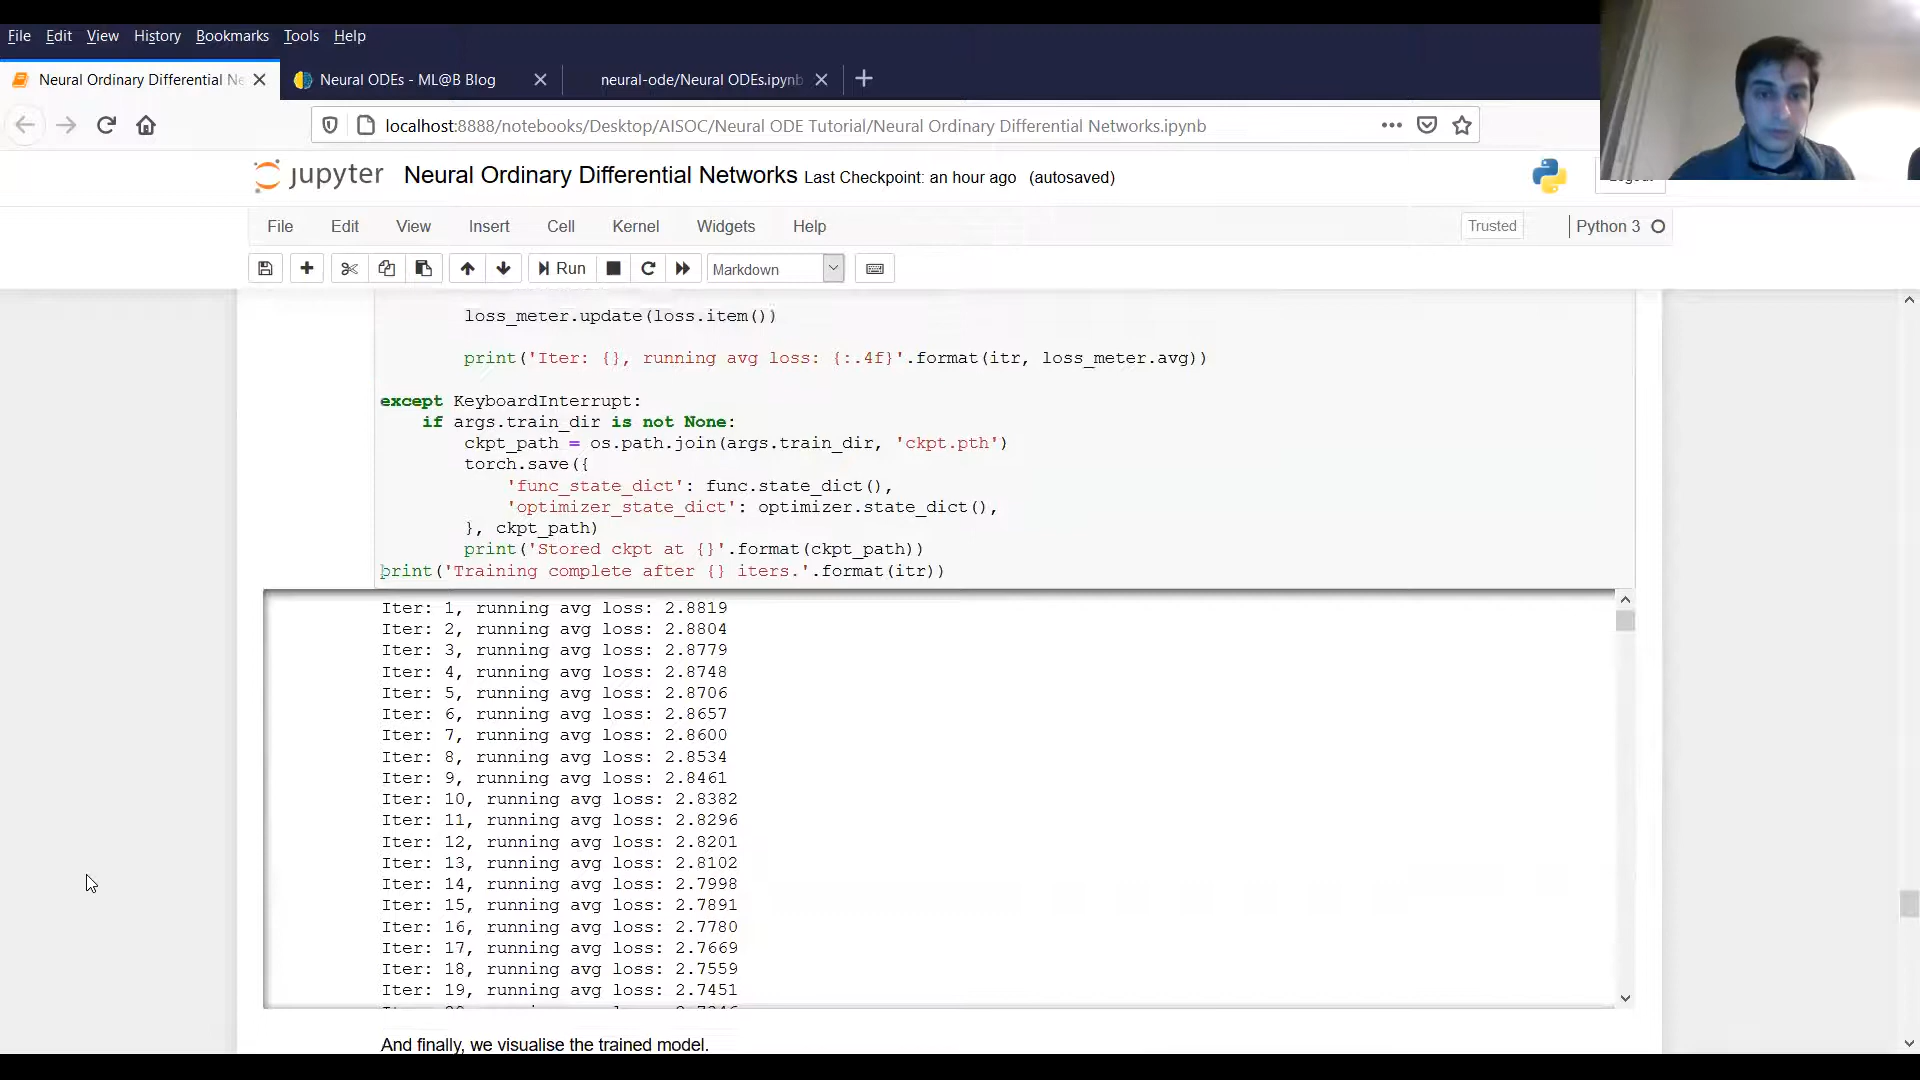 File Edit View History Bookmarks Tools Help
Neural Ordinary Differential Ne
Neural ODEs - ML@B Blog
neural-ode/Neural ODEs.ipynb
localhost:8888/notebooks/Desktop/AISOC/Neural ODE Tutorial/Neural Ordinary Differential Networks.ipynb
jupyter Neural Ordinary Differential Networks Last Checkpoint: an hour ago (autosaved)
File Edit View Insert Cell Kernel Widgets Help Trusted Python 3
Run Markdown
loss_meter.update(loss.item())
print('Iter: {}, running avg loss: {:.4f}'.format(itr, loss_meter.avg))
except KeyboardInterrupt:
if args.train_dir is not None:
ckpt_path = os.path.join(args.train_dir, 'ckpt.pth')
torch.save({
'func_state_dict': func.state_dict(),
'optimizer_state_dict': optimizer.state_dict(),
}, ckpt_path)
print('Stored ckpt at {}'.format(ckpt_path))
print('Training complete after {} iters.'.format(itr))
Iter: 1, running avg loss: 2.8819
Iter: 2, running avg loss: 2.8804
Iter: 3, running avg loss: 2.8779
Iter: 4, running avg loss: 2.8748
Iter: 5, running avg loss: 2.8706
Iter: 6, running avg loss: 2.8657
Iter: 7, running avg loss: 2.8600
Iter: 8, running avg loss: 2.8534
Iter: 9, running avg loss: 2.8461
Iter: 10, running avg loss: 2.8382
Iter: 11, running avg loss: 2.8296
Iter: 12, running avg loss: 2.8201
Iter: 13, running avg loss: 2.8102
Iter: 14, running avg loss: 2.7998
Iter: 15, running avg loss: 2.7891
Iter: 16, running avg loss: 2.7780
Iter: 17, running avg loss: 2.7669
Iter: 18, running avg loss: 2.7559
Iter: 19, running avg loss: 2.7451
And finally, we visualise the trained model.